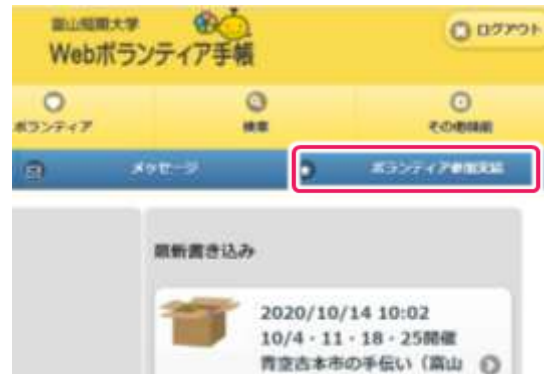 富山短期大学
Webボランティア手帳
ログアウト
ボランティア
検索
その他機能
メッセージ
ボランティア参加実績
最新書き込み
2020/10/14 10:02
10/4・11・18・25開催
青空古本市の手伝い（富山